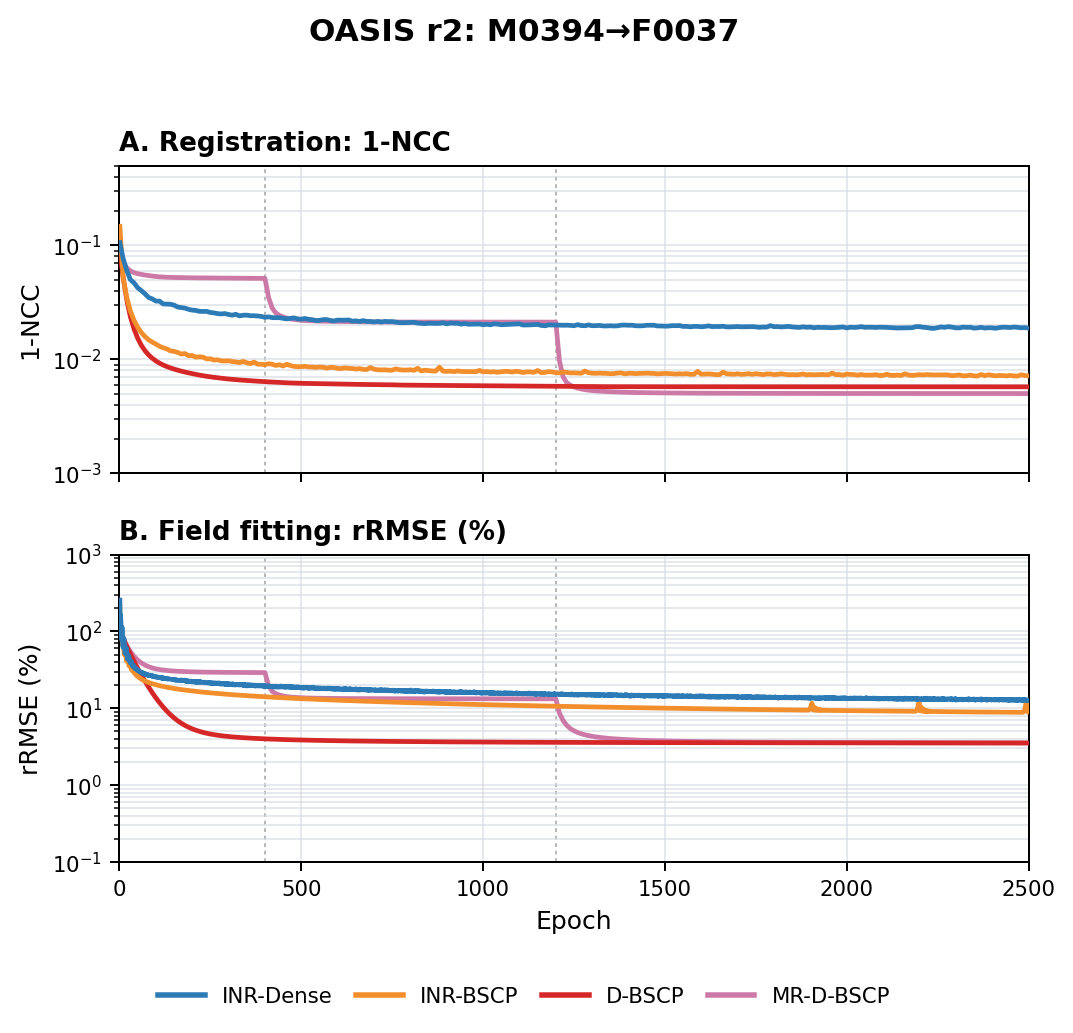 OASIS r2: M0394→F0037
A. Registration: 1-NCC
10⁻¹
10⁻²
10⁻³
1-NCC
B. Field fitting: rRMSE (%)
10³
10²
10¹
10⁰
10⁻¹
rRMSE (%)
0 500 1000 1500 2000 2500
Epoch
INR-Dense INR-BSCP D-BSCP MR-D-BSCP